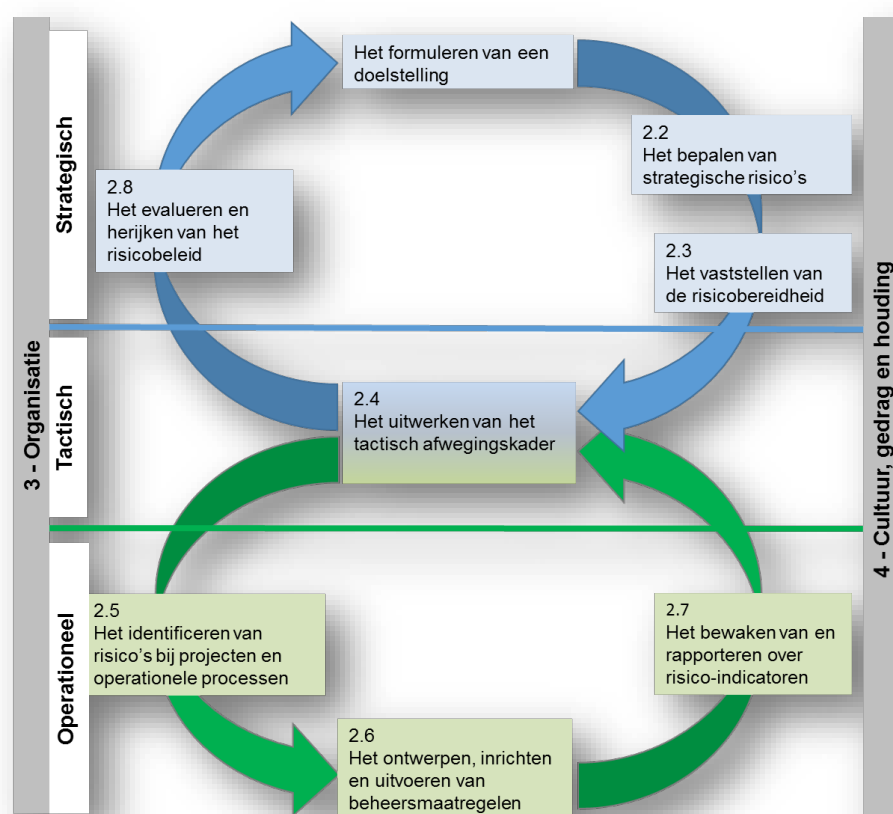 3 - Organisatie
Strategisch
Tactisch
Operationeel
Het formuleren van een
doelstelling
2.2
Het bepalen van
strategische risico’s
2.3
Het vaststellen van
de risicobereidheid
2.8
Het evalueren en
herijken van het
risicobeleid
2.4
Het uitwerken van het
tactisch afwegingskader
2.5
Het identificeren van
risico’s bij projecten en
operationele processen
2.6
Het ontwerpen, inrichten
en uitvoeren van
beheersmaatregelen
2.7
Het bewaken van en
rapporteren over
risico-indicatoren
4 - Cultuur, gedrag en houding